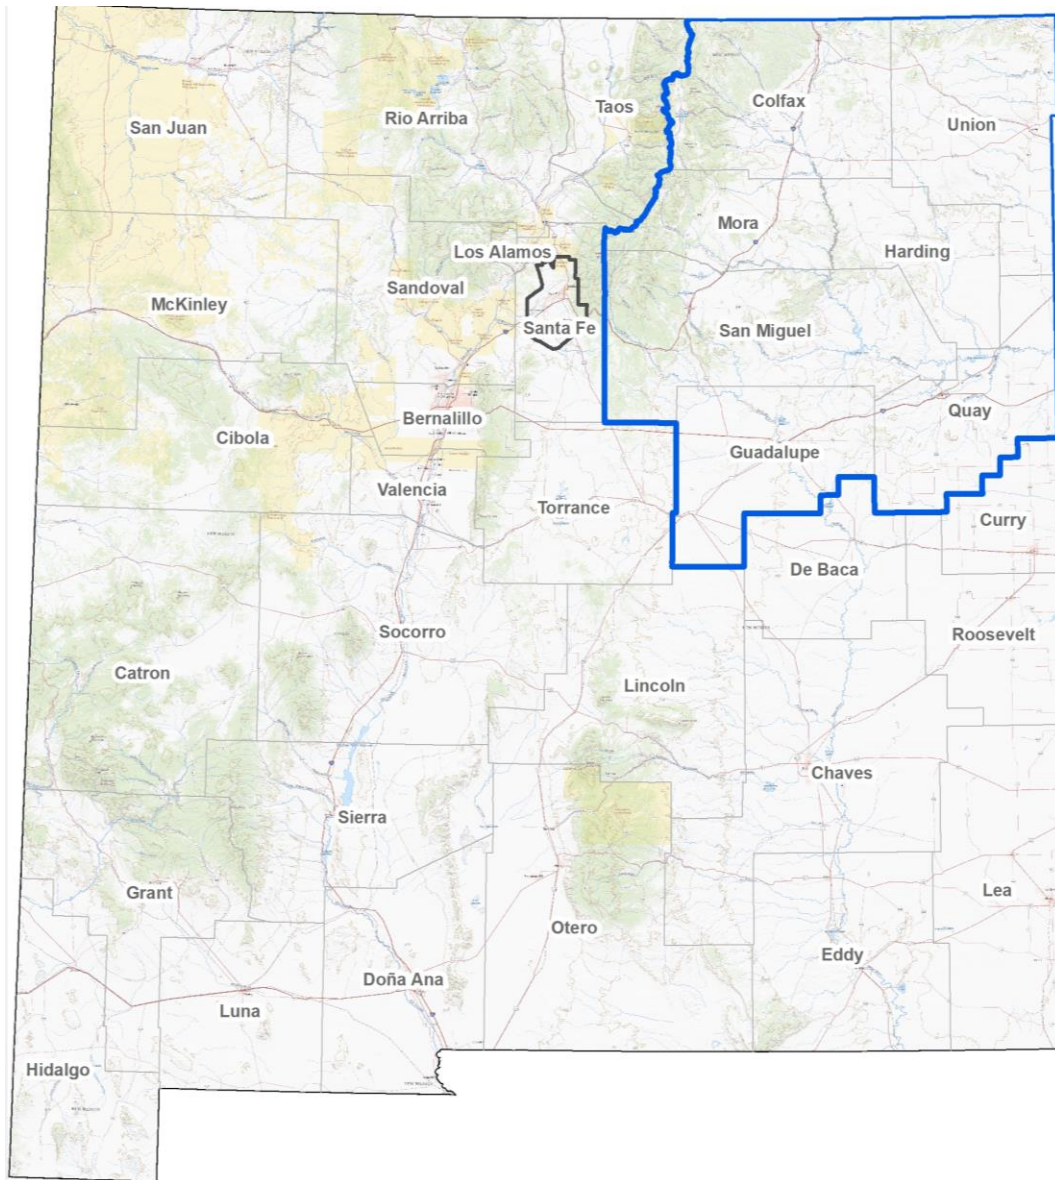 Colfax
Taos
Rio Arriba
Union
San Juan
Mora
Harding
Los Alamos
Sandoval
McKinley
Santa Fe
San Miguel
Quay
Bernalillo
Cibola
Guadalupe
Valencia
Torrance
Curry
De Baca
Socorro
Roosevelt
Catron
Lincoln
Chaves
Sierra
Grant
Lea
Otero
Eddy
Doña Ana
Luna
Hidalgo